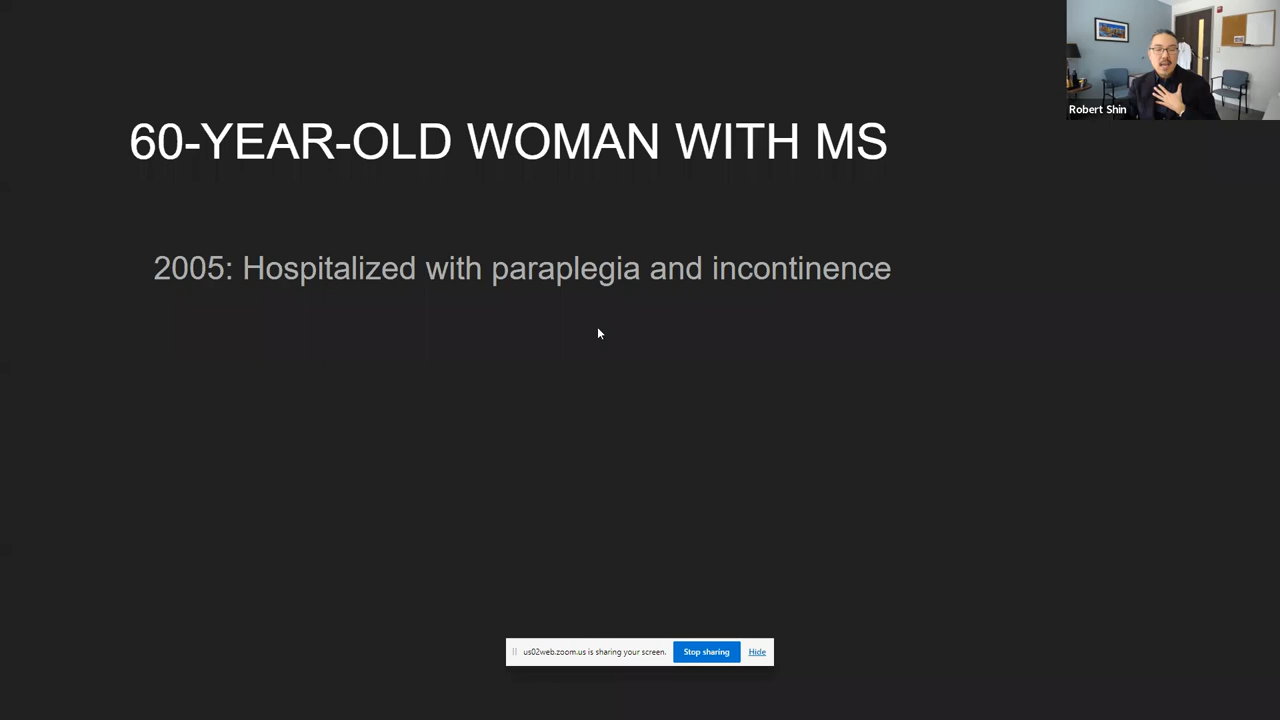 Robert Shin
60-YEAR-OLD WOMAN WITH MS
2005: Hospitalized with paraplegia and incontinence
us02web.zoom.us is sharing your screen.
Stop sharing
Hide